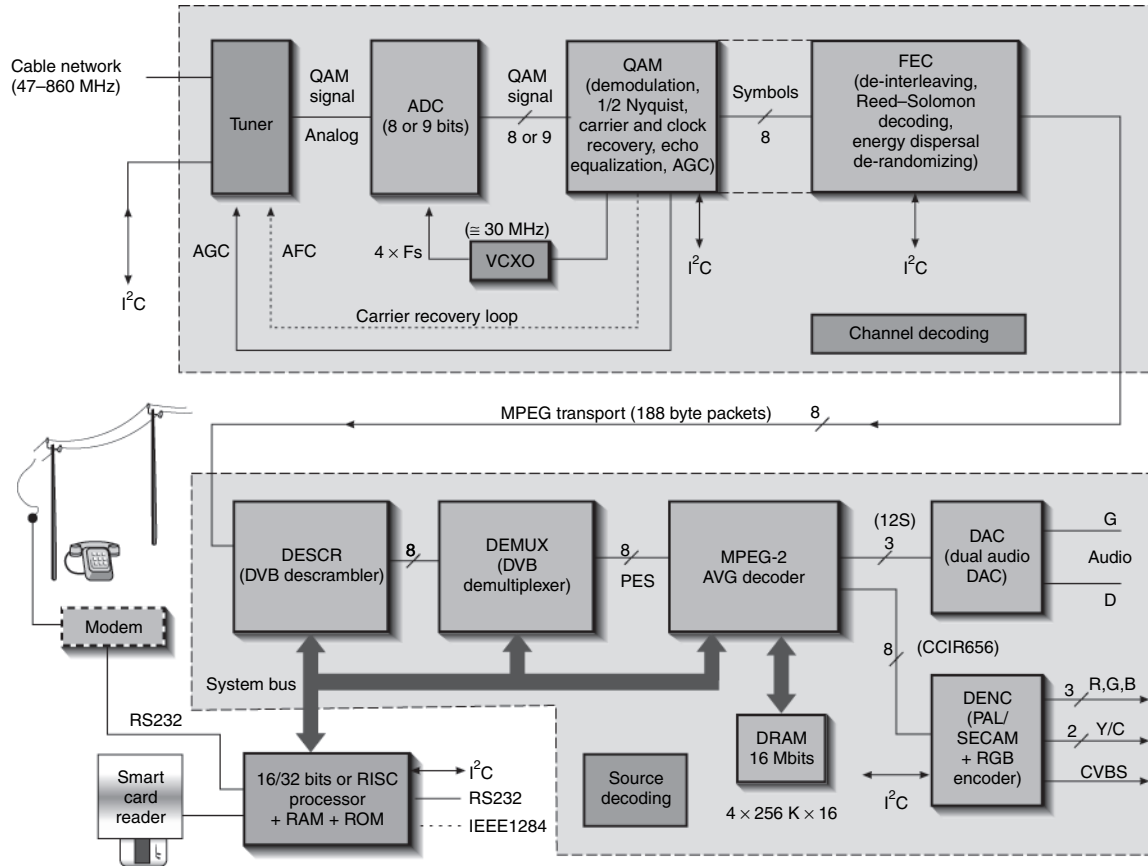 Cable network
(47–860 MHz)
Tuner
QAM
signal
Analog
ADC
(8 or 9 bits)
QAM
signal
8 or 9
QAM
(demodulation,
1/2 Nyquist,
carrier and clock
recovery, echo
equalization, AGC)
Symbols
8
FEC
(de-interleaving,
Reed–Solomon
decoding,
energy dispersal
de-randomizing)
I²C
AGC
AFC
4 × Fs
(≅ 30 MHz)
VCXO
I²C
I²C
Carrier recovery loop
Channel decoding
MPEG transport (188 byte packets)
8
DESCR
(DVB descrambler)
8
DEMUX
(DVB
demultiplexer)
8
PES
MPEG-2
AVG decoder
(12S)
3
DAC
(dual audio
DAC)
G
Audio
D
Modem
System bus
8
(CCIR656)
RS232
DRAM
16 Mbits
4 × 256 K × 16
DENC
(PAL/
SECAM
+ RGB
encoder)
3
R,G,B
2
Y/C
CVBS
I²C
Smart
card
reader
16/32 bits or RISC
processor
+ RAM + ROM
I²C
RS232
IEEE1284
Source
decoding